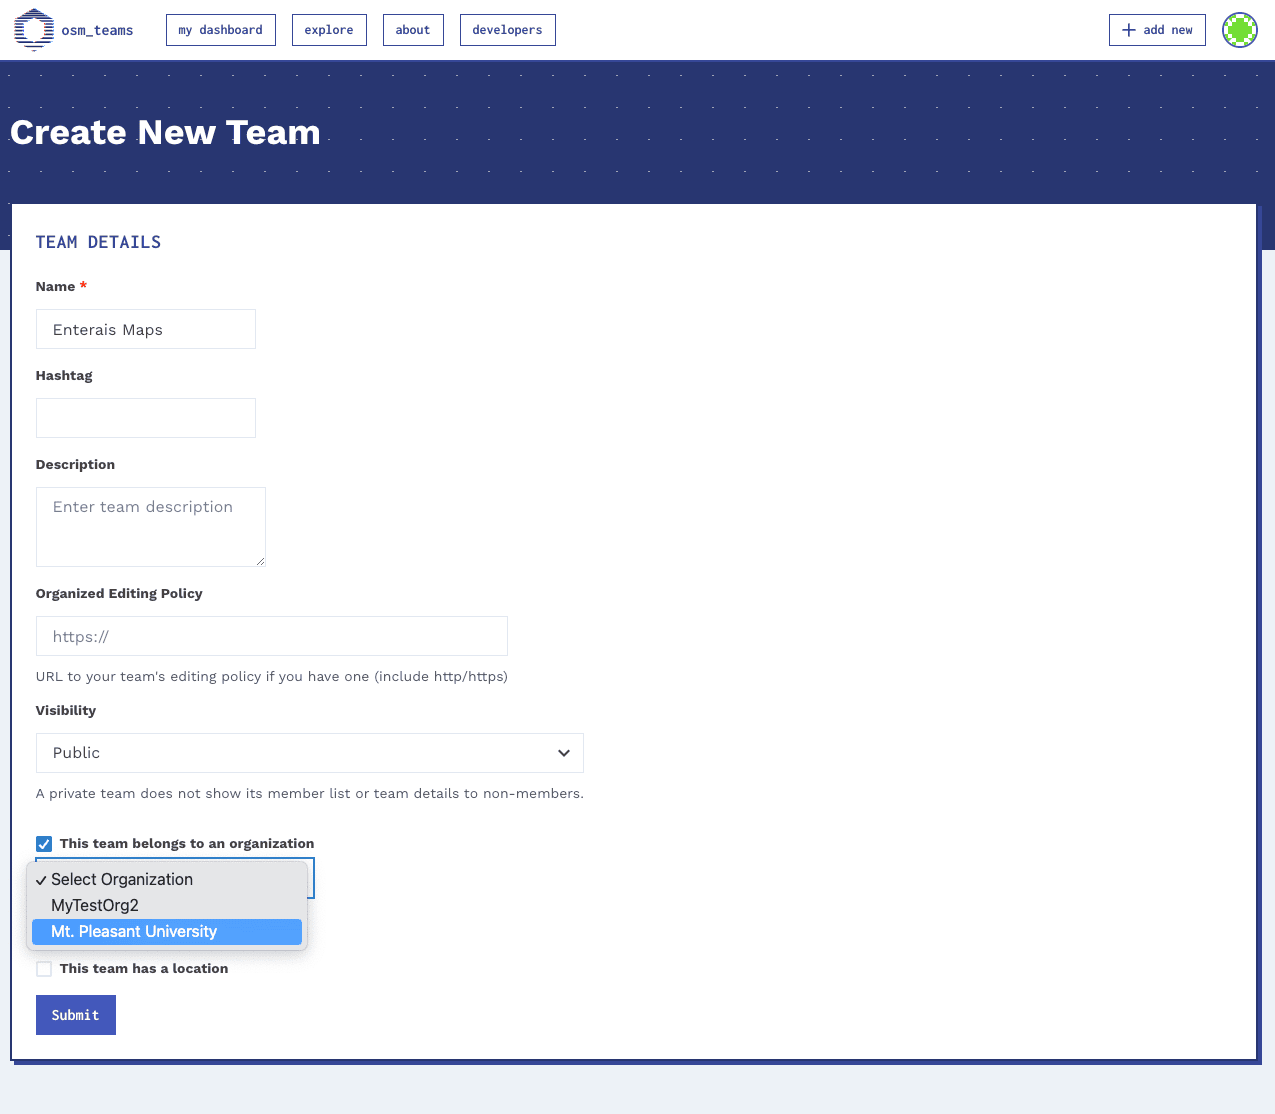 osm_teams my dashboard explore about developers add new
Create New Team
TEAM DETAILS
Name *
Enterais Maps
Hashtag
Description
Enter team description
Organized Editing Policy
https://
URL to your team's editing policy if you have one (include http/https)
Visibility
Public
A private team does not show its member list or team details to non-members.
This team belongs to an organization
Select Organization
MyTestOrg2
Mt. Pleasant University
This team has a location
Submit